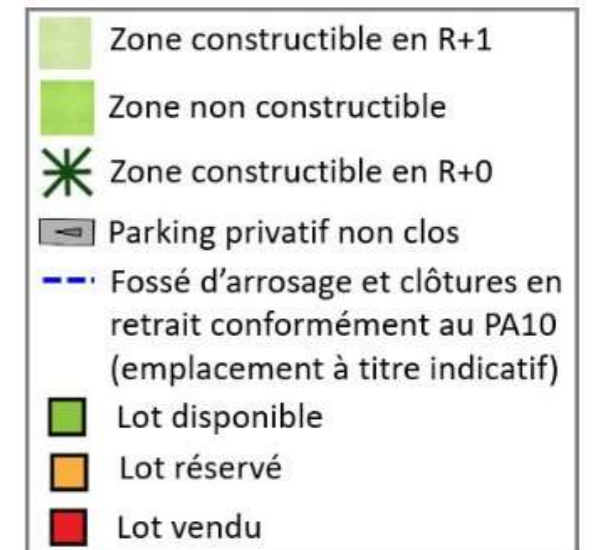 Zone constructible en R+1
Zone non constructible
Zone constructible en R+0
Parking privatif non clos
Fossé d'arrosage et clôtures en
retrait conformément au PA10
(emplacement à titre indicatif)
Lot disponible
Lot réservé
Lot vendu